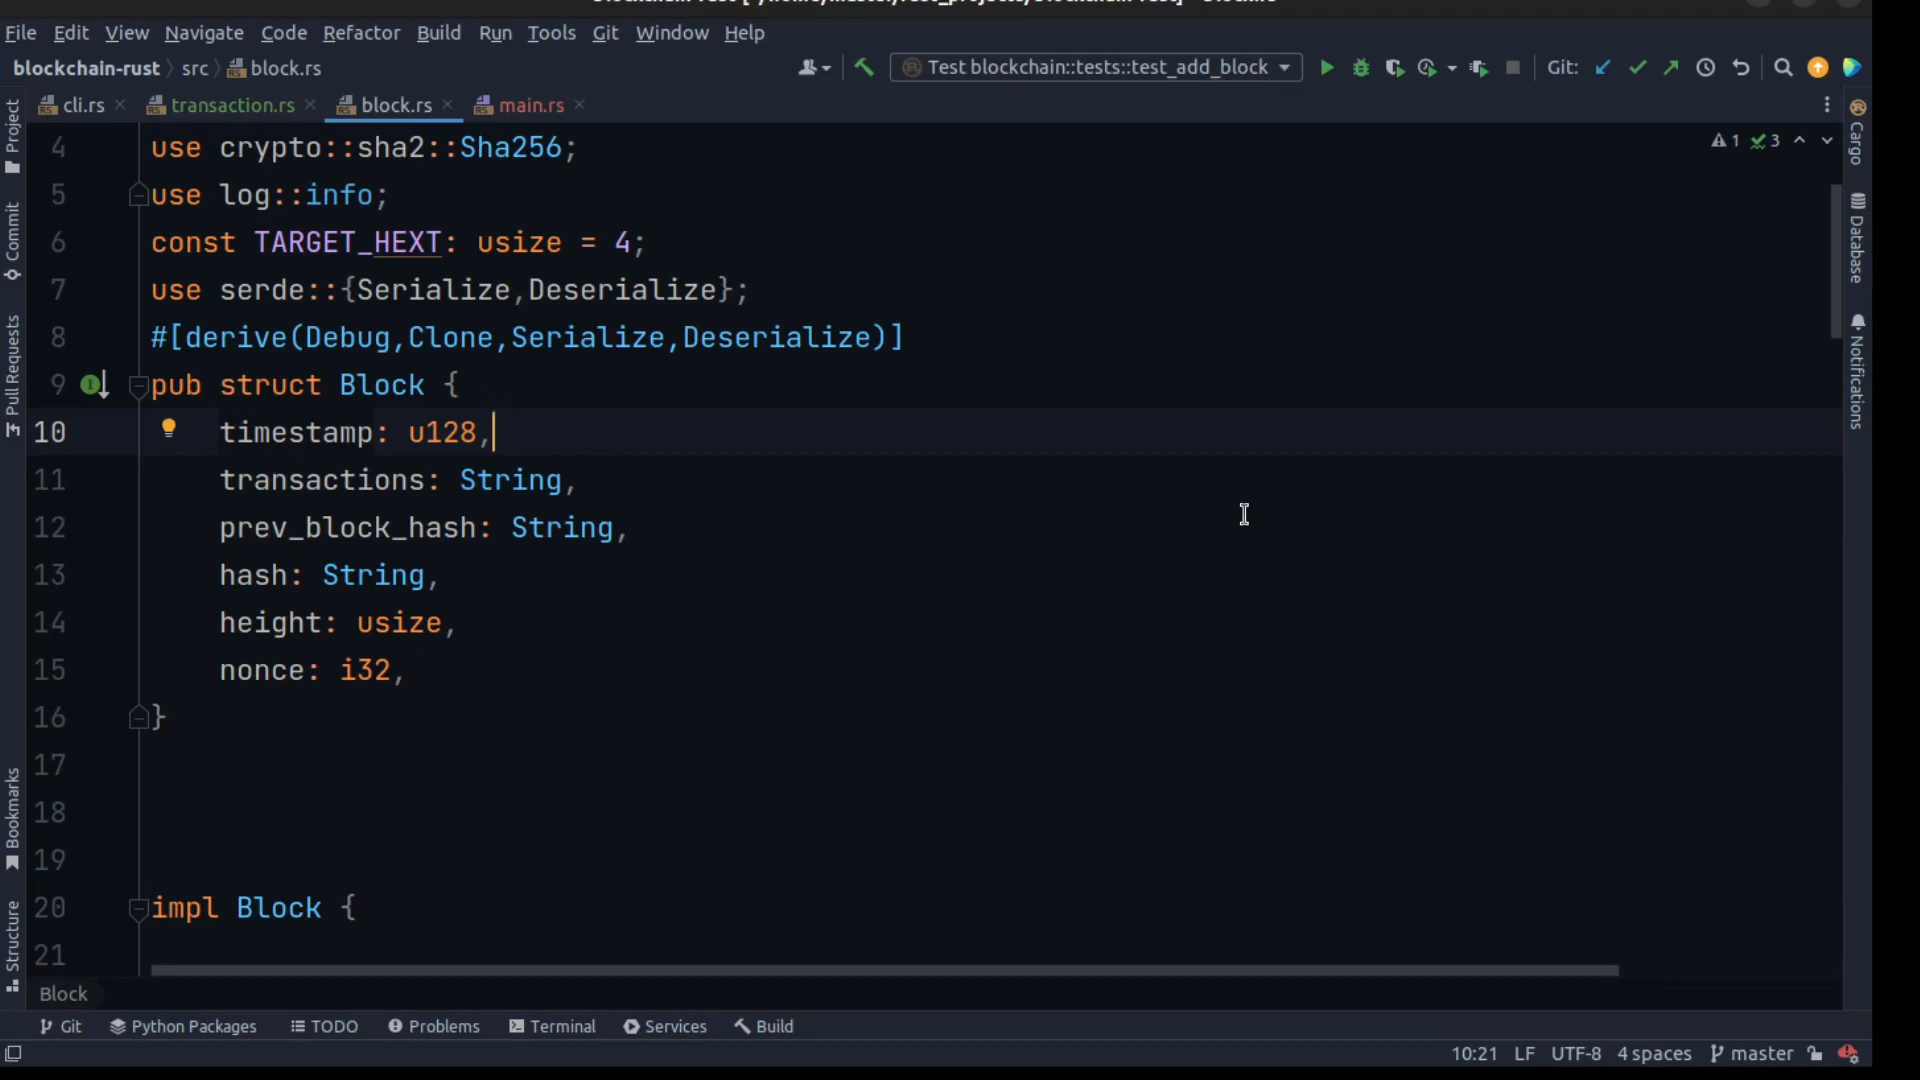 File Edit View Navigate Code Refactor Build Run Tools Git Window Help
blockchain-rust src block.rs Test blockchain::tests::test_add_block Git:
cli.rs transaction.rs block.rs main.rs
4 use crypto::sha2::Sha256;
5 use log::info;
6 const TARGET_HEXT: usize = 4;
7 use serde::{Serialize,Deserialize};
8 #[derive(Debug,Clone,Serialize,Deserialize)]
9 pub struct Block {
10 timestamp: u128,
11 transactions: String,
12 prev_block_hash: String,
13 hash: String,
14 height: usize,
15 nonce: i32,
16 }
17
18
19
20 impl Block {
21
1 3
Project
Commit
Pull Requests
Bookmarks
Structure
Cargo
Database
Notifications
Block
Git Python Packages TODO Problems Terminal Services Build
10:21 LF UTF-8 4 spaces master